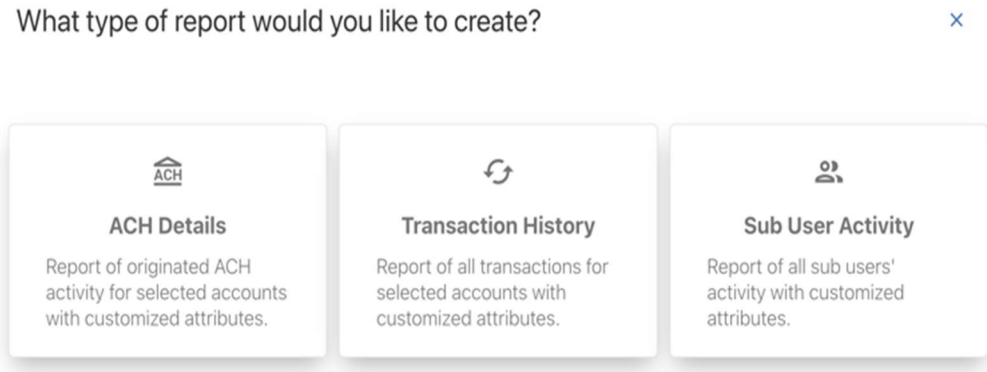 What type of report would you like to create?
ACH
ACH Details
Report of originated ACH
activity for selected accounts
with customized attributes.
Transaction History
Report of all transactions for
selected accounts with
customized attributes.
Sub User Activity
Report of all sub users'
activity with customized
attributes.